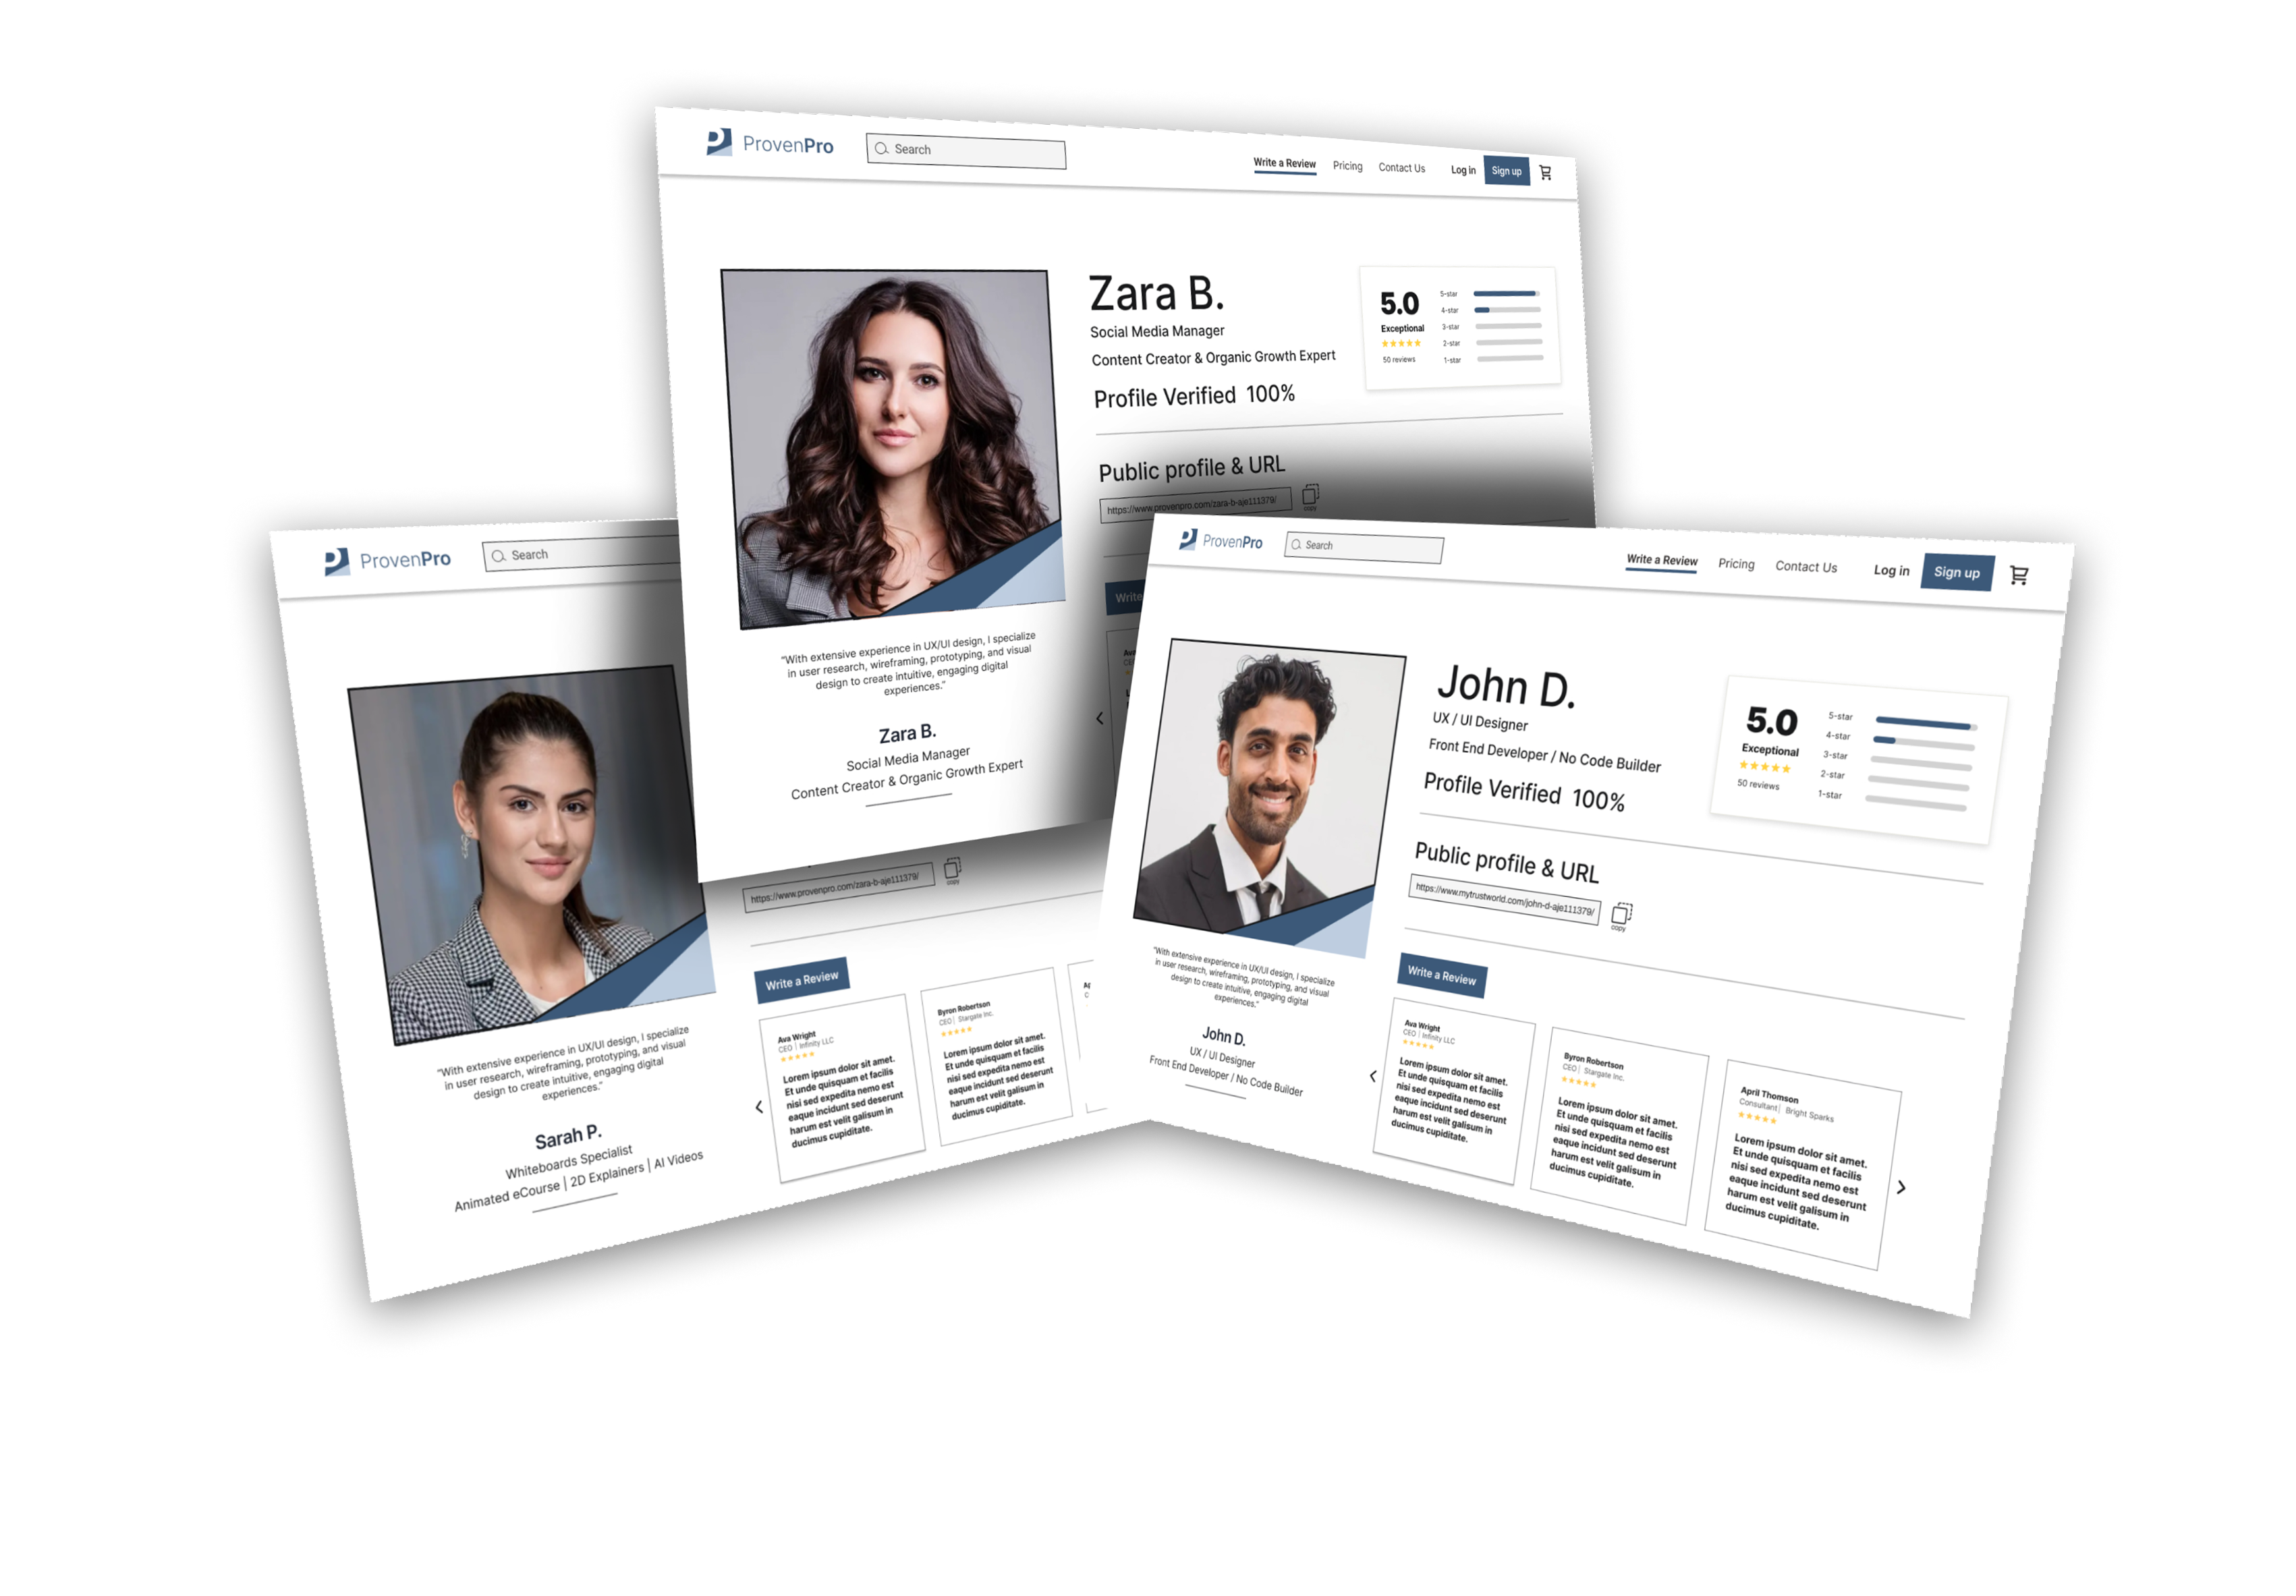 ProvenPro
Search
Write a Review
Pricing
Contact Us
Log in
Sign up
Zara B.
Social Media Manager
Content Creator & Organic Growth Expert
Profile Verified 100%
5.0
Exceptional
50 reviews
5-star
4-star
3-star
2-star
1-star
Public profile & URL
https://www.provenpro.com/zara-b-aje111379/
copy
Write
Ava
"With extensive experience in UX/UI design, I specialize
in user research, wireframing, prototyping, and visual
design to create intuitive, engaging digital
experiences."
Zara B.
Social Media Manager
Content Creator & Organic Growth Expert
ProvenPro
Search
https://www.provenpro.com/zara-b-aje111379/
copy
Write a Review
Ava Wright
CEO | Infinity LLC
Lorem ipsum dolor sit amet.
Et unde quisquam et facilis
nisi sed expedita nemo est
eaque incidunt sed deserunt
harum est velit galisum in
ducimus cupiditate.
Byron Robertson
CEO | Stargate Inc.
Lorem ipsum dolor sit amet.
Et unde quisquam et facilis
nisi sed expedita nemo est
eaque incidunt sed deserunt
harum est velit galisum in
ducimus cupiditate.
"With extensive experience in UX/UI design, I specialize
in user research, wireframing, prototyping, and visual
design to create intuitive, engaging digital
experiences."
Sarah P.
Whiteboards Specialist
Animated eCourse | 2D Explainers | AI Videos
ProvenPro
Search
Write a Review
Pricing
Contact Us
Log in
Sign up
John D.
UX / UI Designer
Front End Developer / No Code Builder
Profile Verified 100%
5.0
Exceptional
50 reviews
5-star
4-star
3-star
2-star
1-star
Public profile & URL
https://www.mytrustworld.com/john-d-aje111379/
copy
Write a Review
"With extensive experience in UX/UI design, I specialize
in user research, wireframing, prototyping, and visual
design to create intuitive, engaging digital
experiences."
John D.
UX / UI Designer
Front End Developer / No Code Builder
Ava Wright
CEO | Infinity LLC
Lorem ipsum dolor sit amet.
Et unde quisquam et facilis
nisi sed expedita nemo est
eaque incidunt sed deserunt
harum est velit galisum in
ducimus cupiditate.
Byron Robertson
CEO | Stargate Inc.
Lorem ipsum dolor sit amet.
Et unde quisquam et facilis
nisi sed expedita nemo est
eaque incidunt sed deserunt
harum est velit galisum in
ducimus cupiditate.
April Thomson
Consultant | Bright Sparks
Lorem ipsum dolor sit amet.
Et unde quisquam et facilis
nisi sed expedita nemo est
eaque incidunt sed deserunt
harum est velit galisum in
ducimus cupiditate.